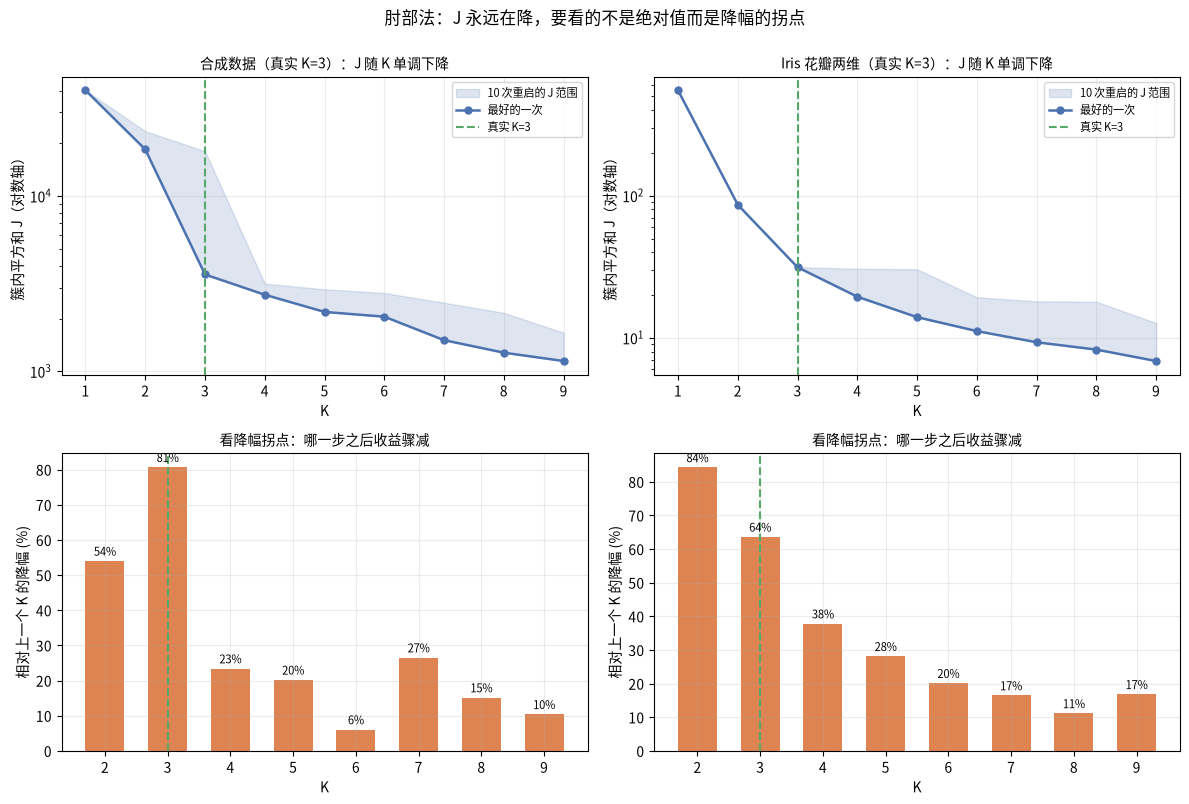 肘部法：J 永远在降，要看的不是绝对值而是降幅的拐点
合成数据（真实 K=3）：J 随 K 单调下降
簇内平方和 J（对数轴）
10⁴
10³
10 次重启的 J 范围
最好的一次
真实 K=3
1 2 3 4 5 6 7 8 9
K
Iris 花瓣两维（真实 K=3）：J 随 K 单调下降
簇内平方和 J（对数轴）
10²
10¹
10 次重启的 J 范围
最好的一次
真实 K=3
1 2 3 4 5 6 7 8 9
K
看降幅拐点：哪一步之后收益骤减
相对上一个 K 的降幅 (%)
80
70
60
50
40
30
20
10
0
54% 81% 23% 20% 6% 27% 15% 10%
2 3 4 5 6 7 8 9
K
看降幅拐点：哪一步之后收益骤减
相对上一个 K 的降幅 (%)
80
70
60
50
40
30
20
10
0
84% 64% 38% 28% 20% 17% 11% 17%
2 3 4 5 6 7 8 9
K